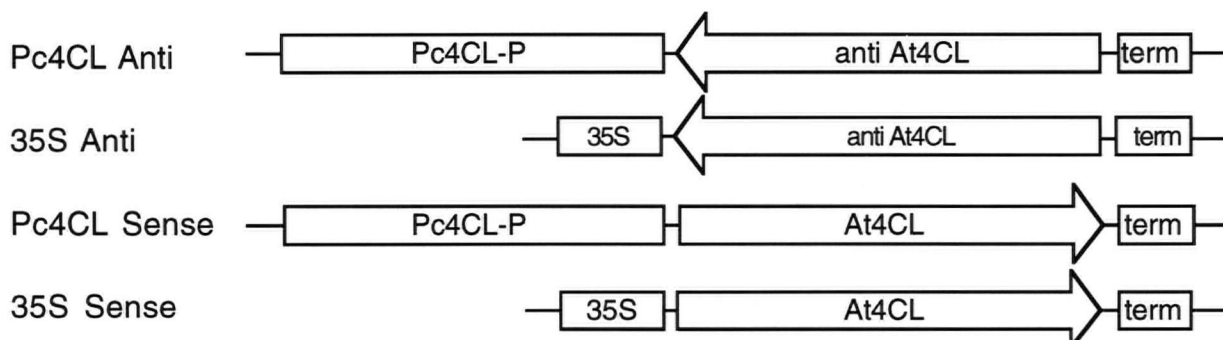 Pc4CL Anti Pc4CL-P anti At4CL term
35S Anti 35S anti At4CL term
Pc4CL Sense Pc4CL-P At4CL term
35S Sense 35S At4CL term